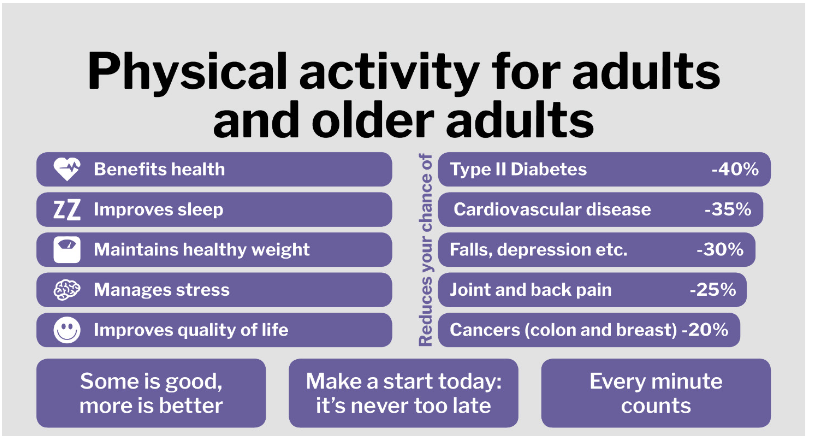 Physical activity for adults
and older adults
Benefits health
ZZ Improves sleep
Maintains healthy weight
Manages stress
Improves quality of life
Reduces your chance of
Type II Diabetes -40%
Cardiovascular disease -35%
Falls, depression etc. -30%
Joint and back pain -25%
Cancers (colon and breast) -20%
Some is good,
more is better
Make a start today:
it's never too late
Every minute
counts